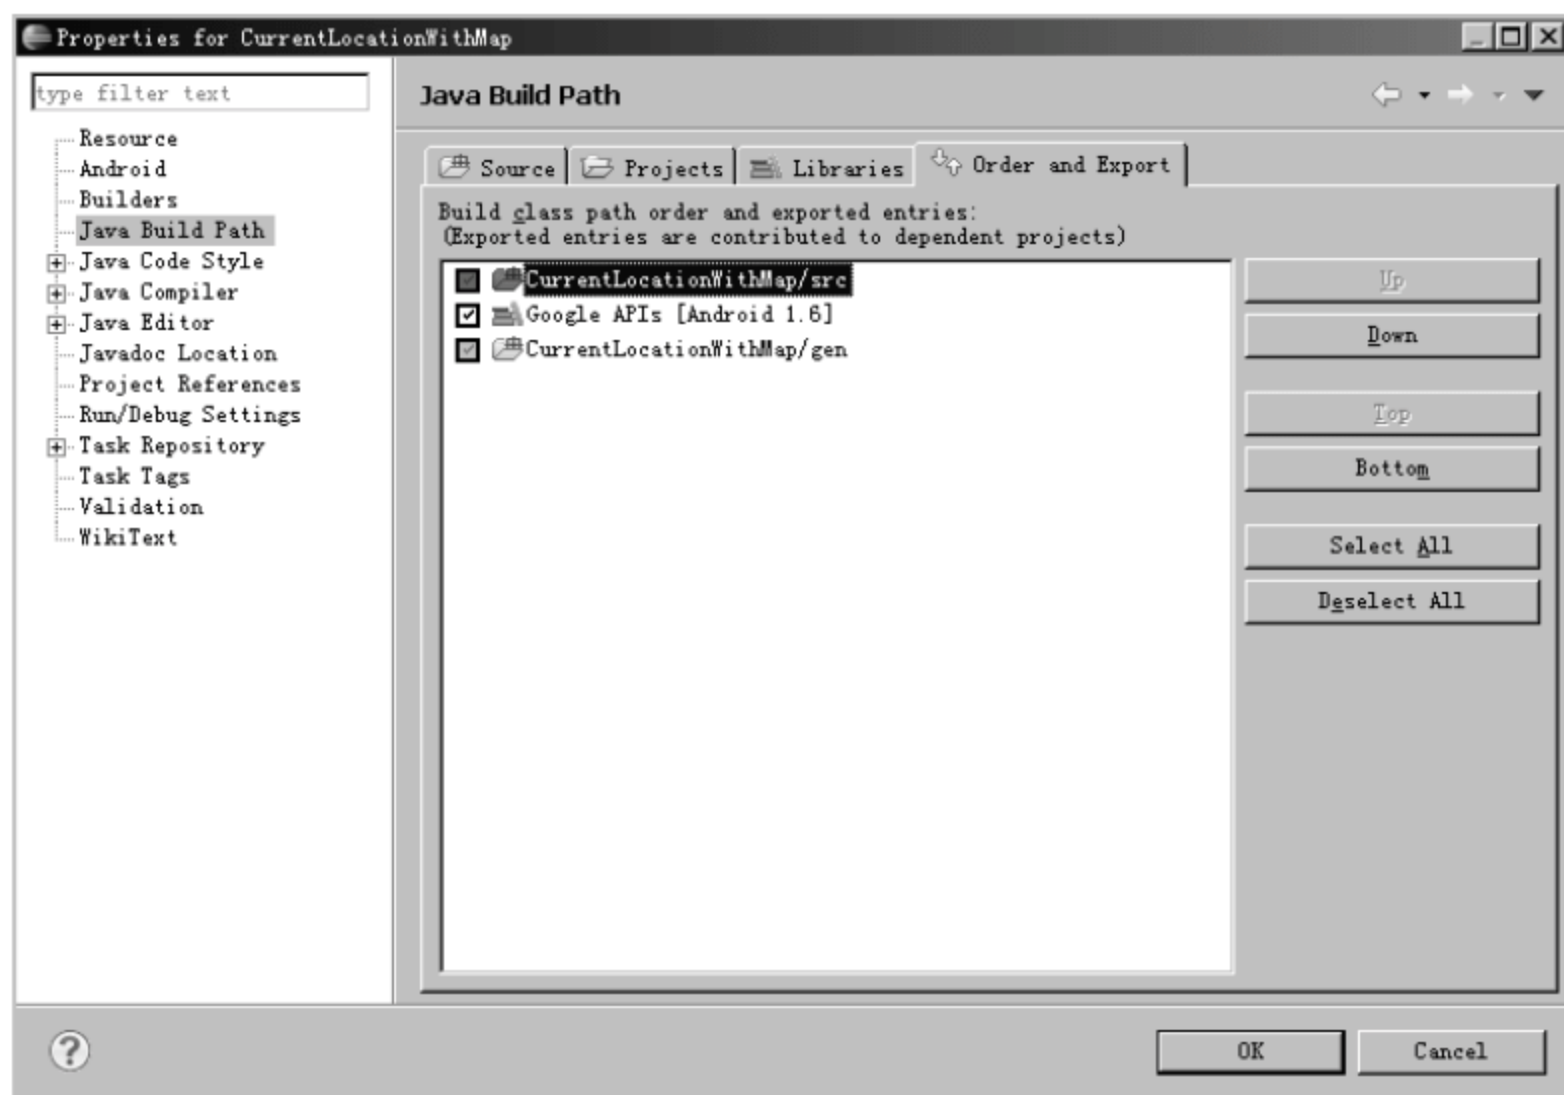 Properties for CurrentLocationWithMap
type filter text
Resource
Android
Builders
Java Build Path
Java Code Style
Java Compiler
Java Editor
Javadoc Location
Project References
Run/Debug Settings
Task Repository
Task Tags
Validation
WikiText
Java Build Path
Source
Projects
Libraries
Order and Export
Build class path order and exported entries:
(Exported entries are contributed to dependent projects)
CurrentLocationWithMap/src
Google APIs [Android 1.6]
CurrentLocationWithMap/gen
Up
Down
Top
Bottom
Select All
Deselect All
?
OK
Cancel